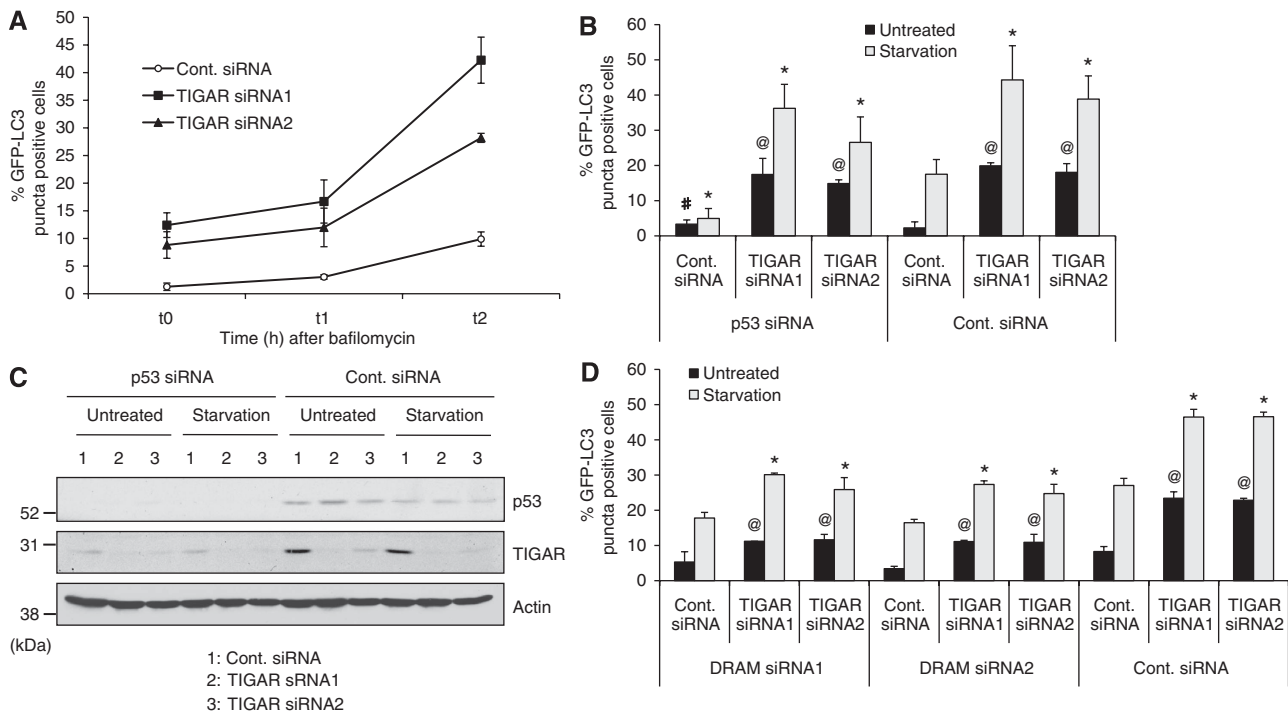 A
% GFP-LC3
puncta positive cells
50
45
40
35
30
25
20
15
10
5
0
Cont. siRNA
TIGAR siRNA1
TIGAR siRNA2
t0
t1
t2
Time (h) after bafilomycin
B
% GFP-LC3
puncta positive cells
60
50
40
30
20
10
0
Untreated
Starvation
# * @ * @ * @ * @ *
Cont. siRNA
TIGAR siRNA1
TIGAR siRNA2
Cont. siRNA
TIGAR siRNA1
TIGAR siRNA2
p53 siRNA
Cont. siRNA
C
p53 siRNA
Cont. siRNA
Untreated
Starvation
Untreated
Starvation
1 2 3 1 2 3 1 2 3 1 2 3
52
p53
31
TIGAR
38
Actin
(kDa)
1: Cont. siRNA
2: TIGAR sRNA1
3: TIGAR siRNA2
D
% GFP-LC3
puncta positive cells
60
50
40
30
20
10
0
Untreated
Starvation
@ * @ * @ * @ * @ * @ *
Cont. siRNA
TIGAR siRNA1
TIGAR siRNA2
Cont. siRNA
TIGAR siRNA1
TIGAR siRNA2
Cont. siRNA
TIGAR siRNA1
TIGAR siRNA2
DRAM siRNA1
DRAM siRNA2
Cont. siRNA